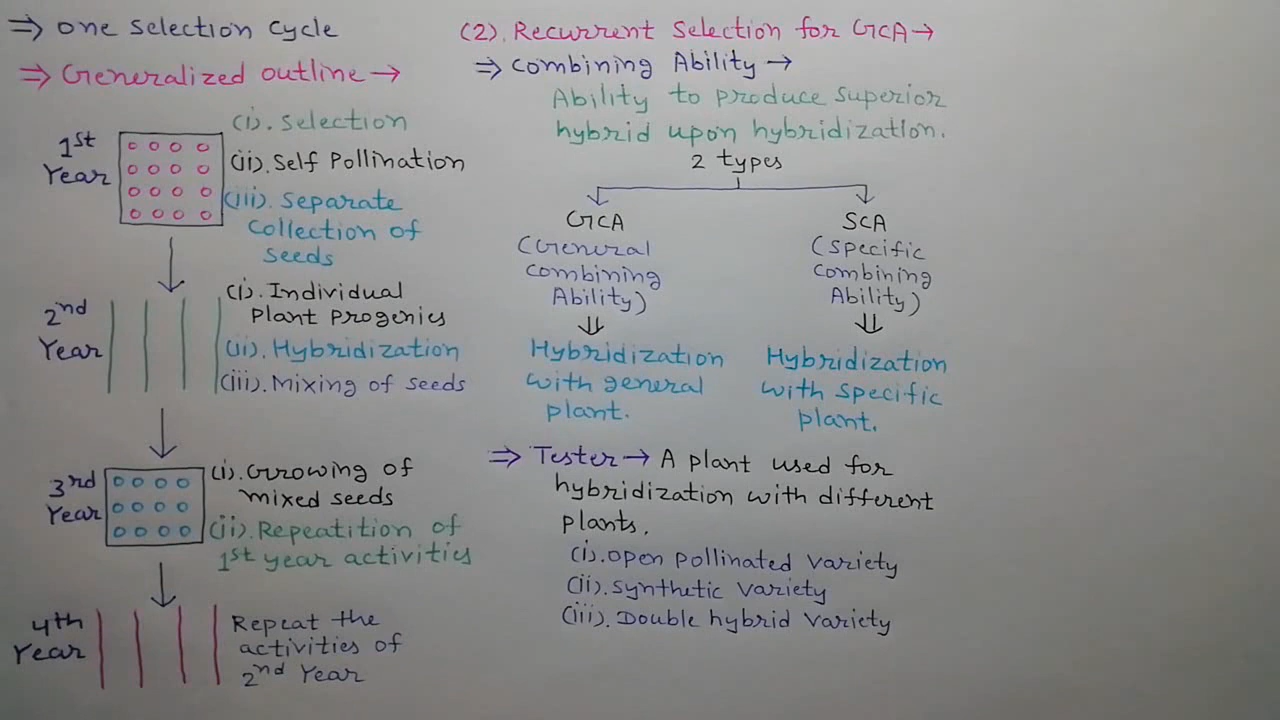 ⇒ One Selection Cycle
⇒ Generalized outline →
1st
Year
(i). Selection
(ii). Self Pollination
(iii). Separate
Collection of
Seeds
2nd
Year
(i). Individual
Plant Progenies
(ii). Hybridization
(iii). Mixing of seeds
3rd
Year
(i). Growing of
mixed seeds
(ii). Repeatition of
1st year activities
4th
Year
Repeat the
activities of
2nd Year
(2). Recurrent Selection for GCA →
⇒ Combining Ability →
Ability to produce superior
hybrid upon hybridization.
2 types
GCA
(General
Combining
Ability)
⇓
Hybridization
with general
plant.
SCA
(Specific
Combining
Ability)
⇓
Hybridization
with specific
plant.
⇒ Tester → A plant used for
hybridization with different
plants.
(i). Open pollinated variety
(ii). Synthetic variety
(iii). Double hybrid variety